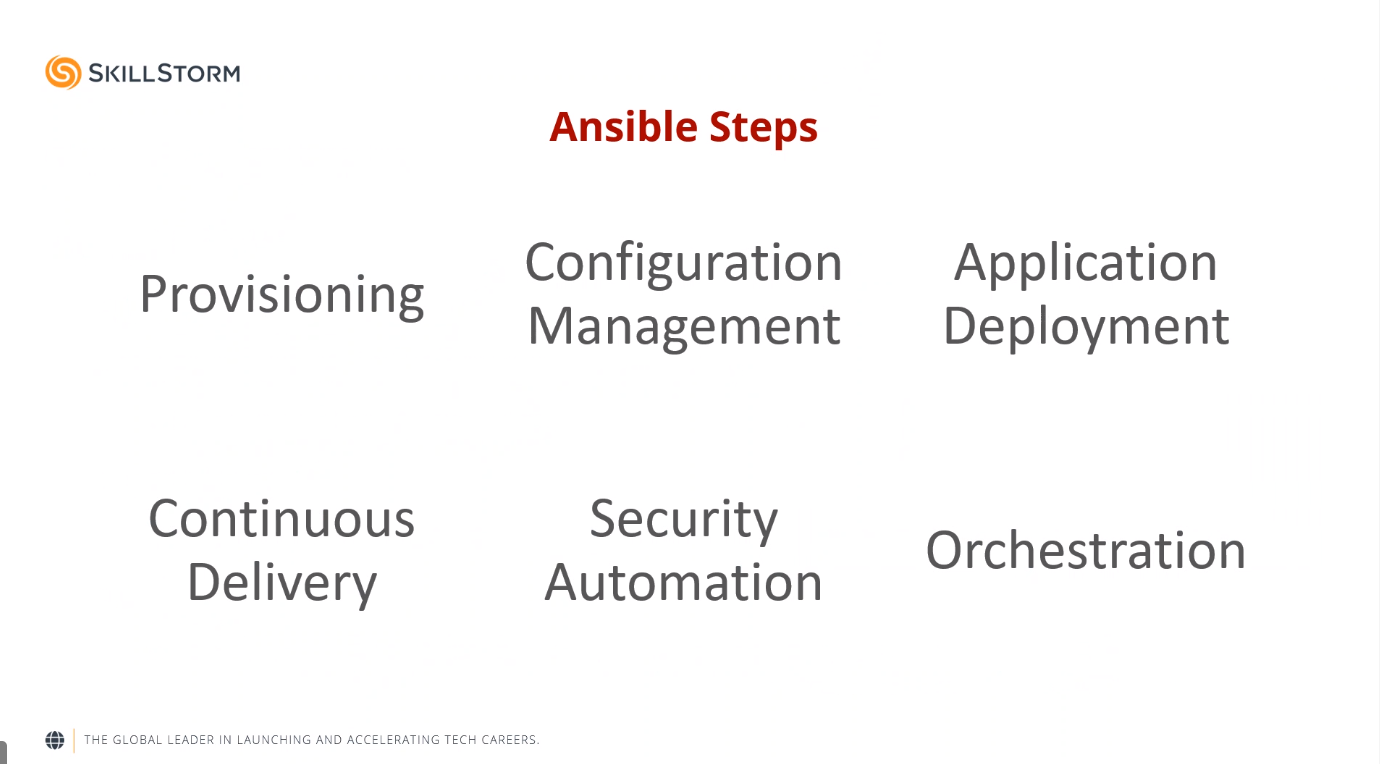 SKILLSTORM
Ansible Steps
Provisioning
Configuration
Management
Application
Deployment
Continuous
Delivery
Security
Automation
Orchestration
THE GLOBAL LEADER IN LAUNCHING AND ACCELERATING TECH CAREERS.